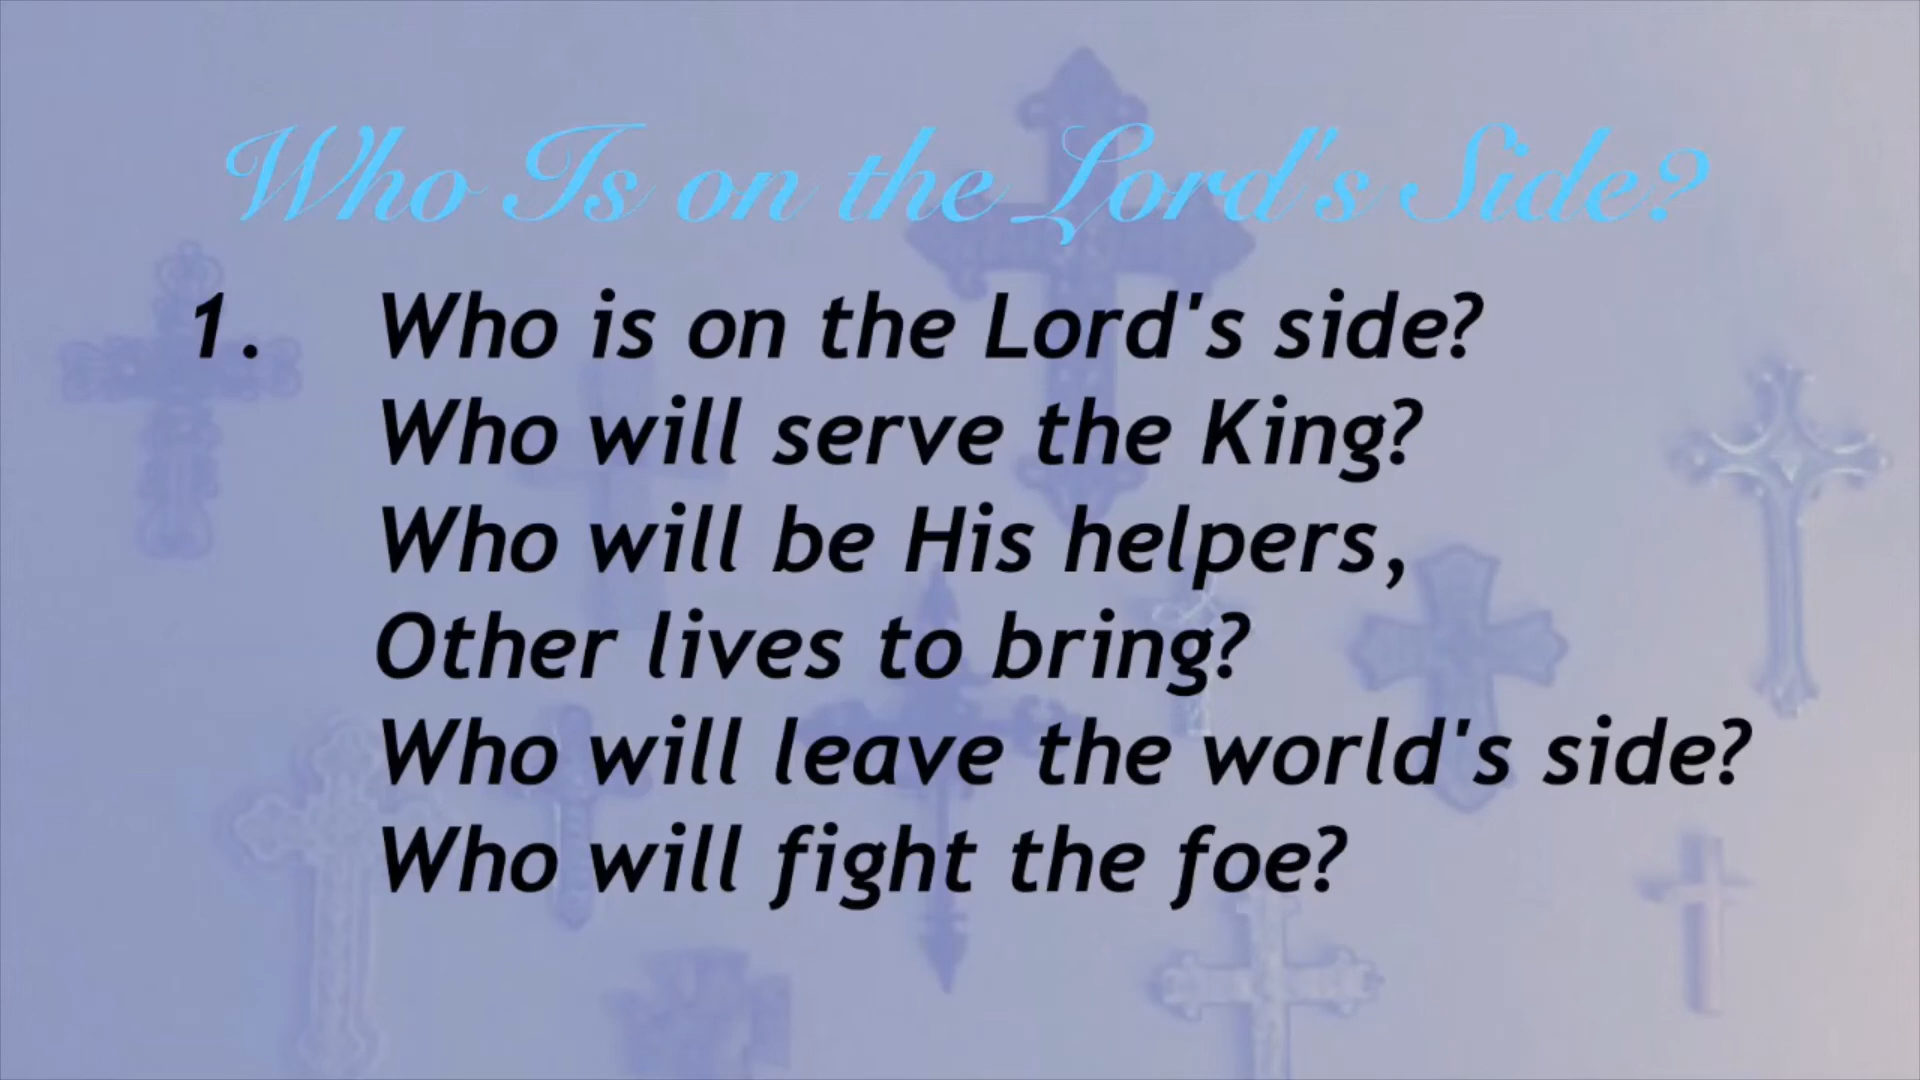 Who Is on the Lord's Side?
1. Who is on the Lord's side?
Who will serve the King?
Who will be His helpers,
Other lives to bring?
Who will leave the world's side?
Who will fight the foe?